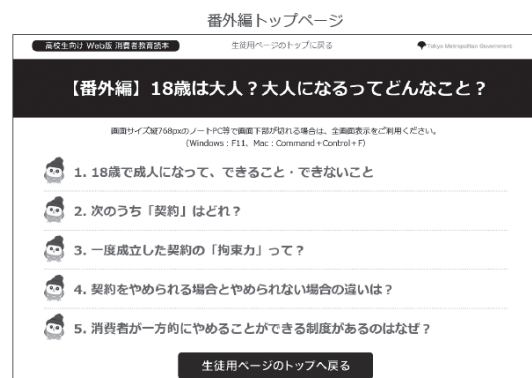 番外編トップページ
高校生向け Web版 消費者教育読本
生徒用ページのトップに戻る
Tokyo Metropolitan Government
【番外編】18歳は大人？大人になるってどんなこと？
画面サイズ縦768pxのノートPC等で画面下部が切れる場合は、全画面表示をご利用ください。
（Windows：F11、Mac：Command＋Control＋F）
1. 18歳で成人になって、できること・できないこと
2. 次のうち「契約」はどれ？
3. 一度成立した契約の「拘束力」って？
4. 契約をやめられる場合とやめられない場合の違いは？
5. 消費者が一方的にやめることができる制度があるのはなぜ？
生徒用ページのトップへ戻る